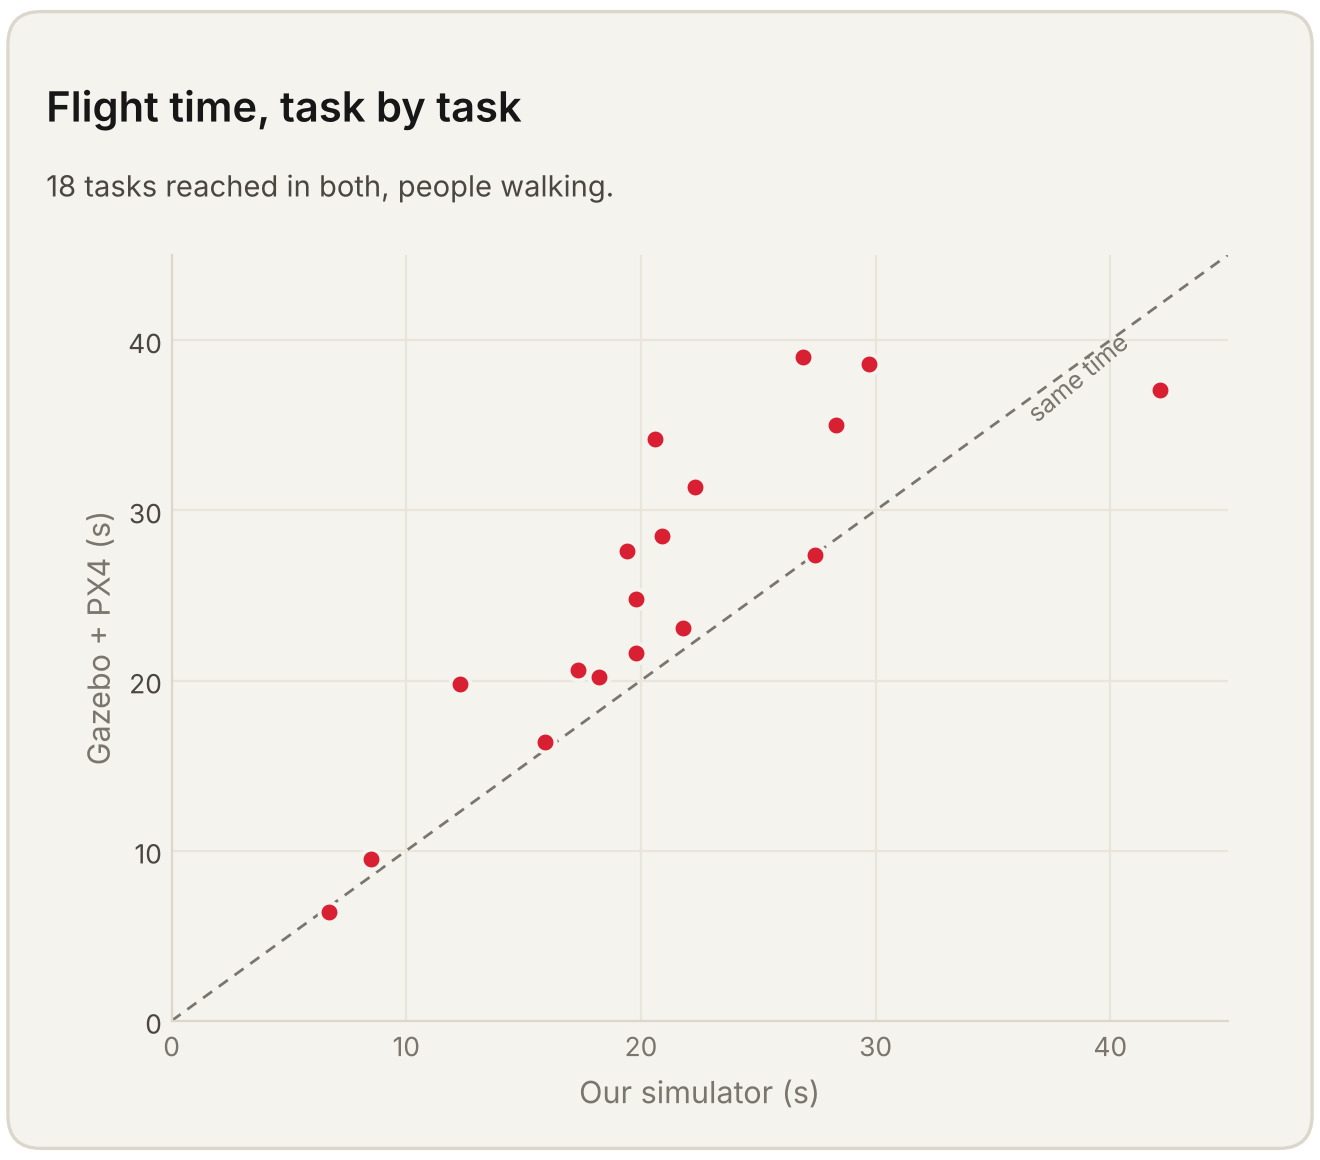 Flight time, task by task
18 tasks reached in both, people walking.
40
30
20
10
0
Gazebo + PX4 (s)
same time
0 10 20 30 40
Our simulator (s)